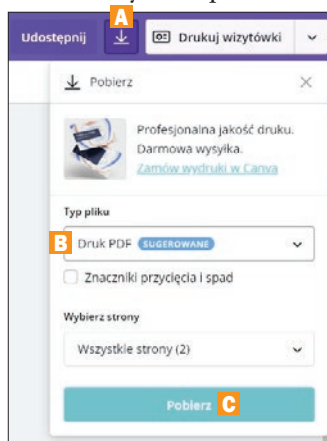 A
Udostępnij Drukuj wizytówki
Pobierz
Profesjonalna jakość druku.
Darmowa wysyłka.
Zamów wydruki w Canva
Typ pliku
B Druk PDF SUGEROWANE
Znaczniki przycięcia i spad
Wybierz strony
Wszystkie strony (2)
Pobierz C